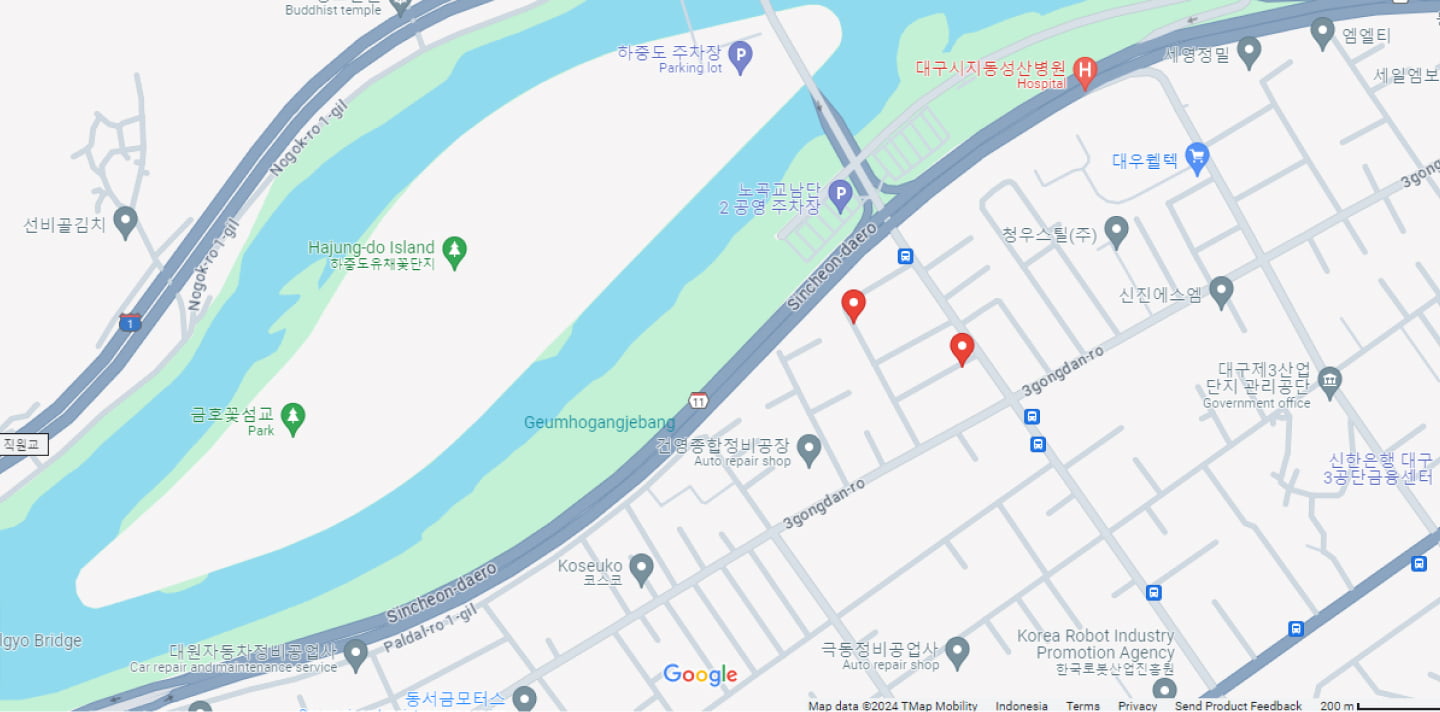 Buddhist temple
하중도 주차장
Parking lot
대구시지동성산병원
Hospital
세영정밀
엠엘티
세일엠보
Nogok-ro 1-gil
대우웰텍
3gongdan-ro
선비골김치
노곡교남단
2 공영 주차장
Nogok-ro 1-gil
Hajung-do Island
하중도유채꽃단지
Sincheon-daero
청우스틸(주)
신진에스엠
1
3gongdan-ro
대구제3산업
단지 관리공단
Government office
11
금호꽃섬교
Park
Geumhogangjebang
직원교
건영종합정비공장
Auto repair shop
신한은행 대구
3공단금융센터
3gongdan-ro
Koseuko
코스코
Sincheon-daero
Paldal-ro 1-gil
lgyo Bridge
대원자동차정비공업사
Car repair and maintenance service
극동정비공업사
Auto repair shop
Korea Robot Industry
Promotion Agency
한국로봇산업진흥원
Google
동서금모터스
Map data ©2024 TMap Mobility Indonesia Terms Privacy Send Product Feedback 200 m